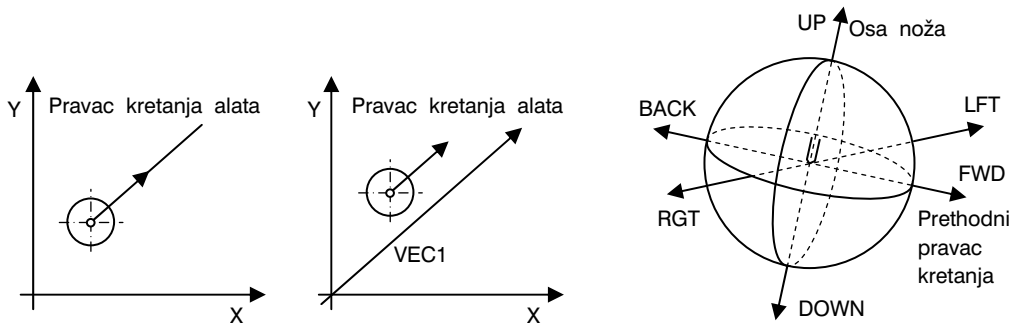 Y
Pravac kretanja alata
X
Y
Pravac kretanja alata
VEC1
X
UP
Osa noža
BACK
LFT
FWD
RGT
Prethodni
pravac
kretanja
DOWN